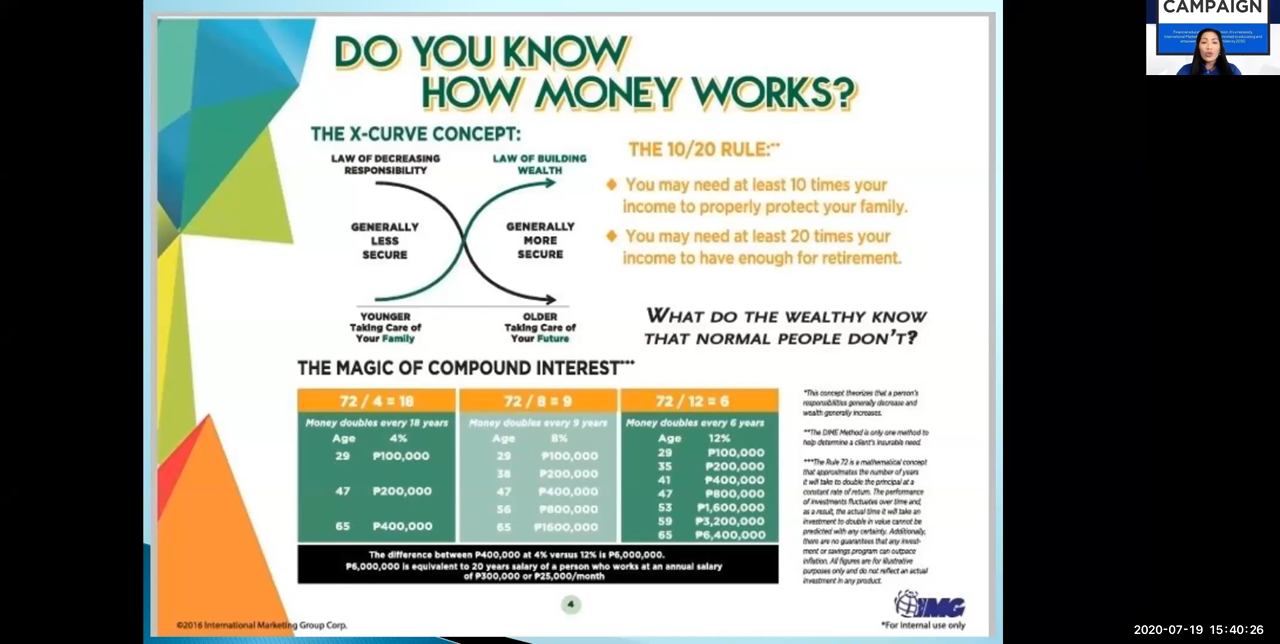 CAMPAIGN
DO YOU KNOW
HOW MONEY WORKS?
THE X-CURVE CONCEPT:
LAW OF DECREASING
RESPONSIBILITY
LAW OF BUILDING
WEALTH
GENERALLY
LESS
SECURE
GENERALLY
MORE
SECURE
YOUNGER
Taking Care of
Your Family
OLDER
Taking Care of
Your Future
THE 10/20 RULE:**
You may need at least 10 times your
income to properly protect your family.
You may need at least 20 times your
income to have enough for retirement.
WHAT DO THE WEALTHY KNOW
THAT NORMAL PEOPLE DON'T?
THE MAGIC OF COMPOUND INTEREST***
72 / 4 = 18
Money doubles every 18 years
Age 4%
29 ₱100,000
47 ₱200,000
65 ₱400,000
72 / 8 = 9
Money doubles every 9 years
Age 8%
29 ₱100,000
38 ₱200,000
47 ₱400,000
56 ₱800,000
65 ₱1600,000
72 / 12 = 6
Money doubles every 6 years
Age 12%
29 ₱100,000
35 ₱200,000
41 ₱400,000
47 ₱800,000
53 ₱1,600,000
59 ₱3,200,000
65 ₱6,400,000
The difference between ₱400,000 at 4% versus 12% is ₱6,000,000.
₱6,000,000 is equivalent to 20 years salary of a person who works at an annual salary
of ₱300,000 or ₱25,000/month
*This concept theorizes that a person's
responsibilities generally decrease and
wealth generally increases.
**The DIME Method is only one method to
help determine a client's insurable need.
***The Rule 72 is a mathematical concept
that approximates the number of years
it will take to double the principal at a
constant rate of return. The performance
of investments fluctuates over time and,
as a result, the actual time it will take an
investment to double in value cannot be
predicted with any certainty. Additionally,
there are no guarantees that any invest-
ment or savings program can outpace
inflation. All figures are for illustrative
purposes only and do not reflect an actual
investment in any product.
4
IMG
©2016 International Marketing Group Corp.
*For internal use only
2020-07-19 15:40:26